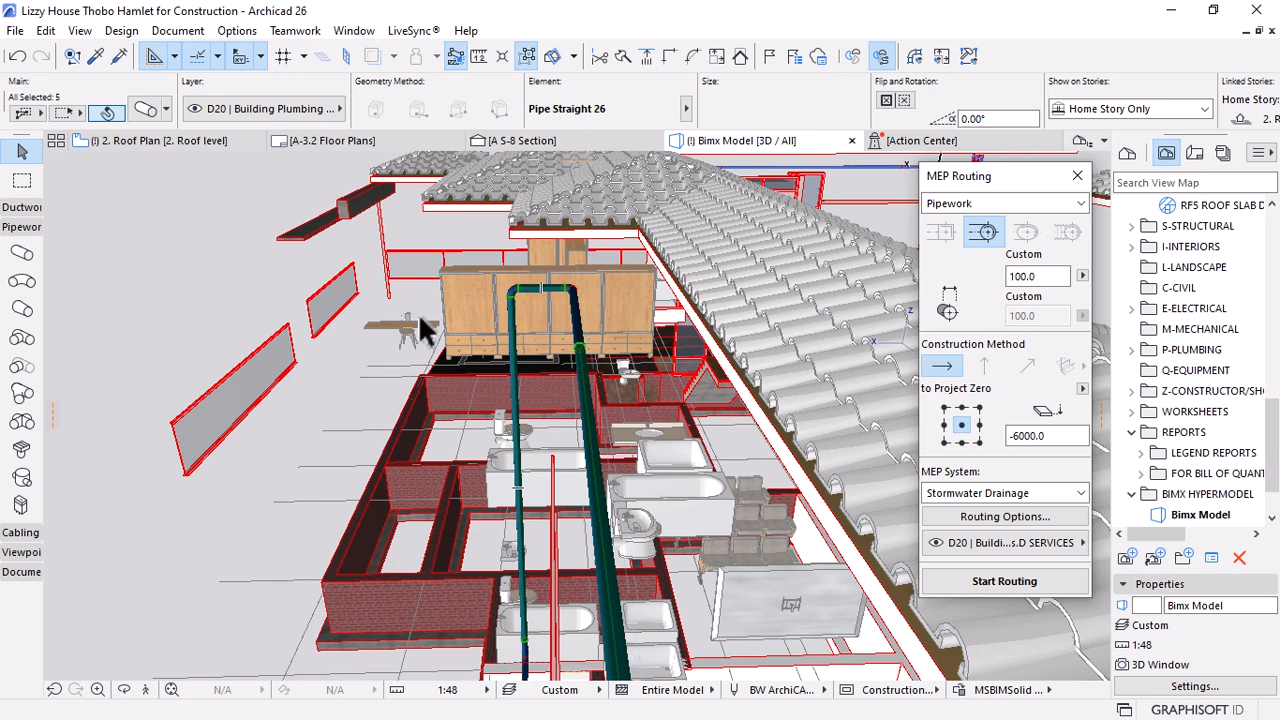 Lizzy House Thobo Hamlet for Construction - Archicad 26
File Edit View Design Document Options Teamwork Window LiveSync® Help
Main:
All Selected: 5
Layer:
D20 | Building Plumbing ...
Geometry Method:
Element:
Pipe Straight 26
Size:
Flip and Rotation:
0.00°
Show on Stories:
Home Story Only
Linked Stories:
Home Story:
2. R
(!) 2. Roof Plan [2. Roof level]
[A-3.2 Floor Plans]
[A S-8 Section]
(!) Bimx Model [3D / All]
[Action Center]
Ductwo
Pipewor
Cabling
Viewpoi
Docume
MEP Routing
Pipework
Custom
100.0
Custom
100.0
Construction Method
to Project Zero
-6000.0
MEP System:
Stormwater Drainage
Routing Options...
D20 | Buildi...s.D SERVICES
Start Routing
z
x
x
Search View Map
RF5 ROOF SLAB D
S-STRUCTURAL
I-INTERIORS
L-LANDSCAPE
C-CIVIL
E-ELECTRICAL
M-MECHANICAL
P-PLUMBING
Q-EQUIPMENT
Z-CONSTRUCTOR/SH
WORKSHEETS
REPORTS
LEGEND REPORTS
FOR BILL OF QUANT
BIMX HYPERMODEL
Bimx Model
Properties
Bimx Model
Custom
1:48
3D Window
Settings...
N/A
N/A
1:48
Custom
Entire Model
BW ArchiCA...
Construction...
MSBIMSolid ...
GRAPHISOFT ID